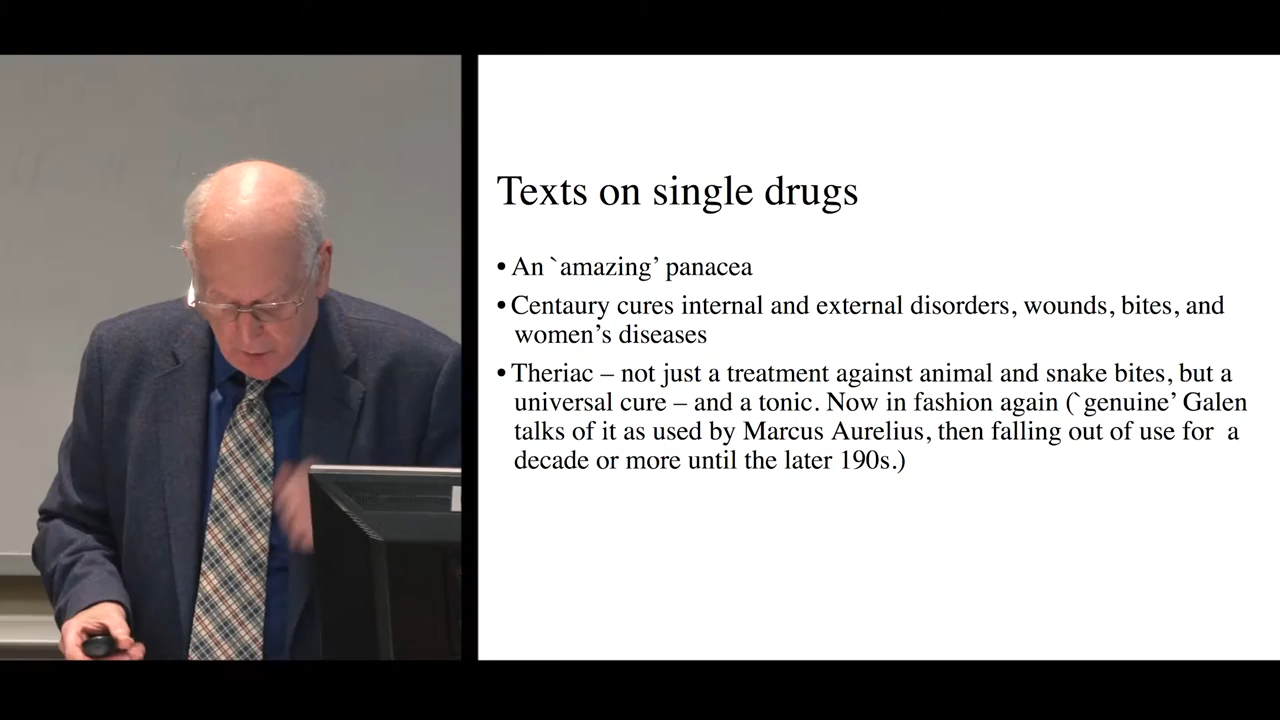 Texts on single drugs
• An `amazing’ panacea
• Centaury cures internal and external disorders, wounds, bites, and
women’s diseases
• Theriac – not just a treatment against animal and snake bites, but a
universal cure – and a tonic. Now in fashion again (`genuine’ Galen
talks of it as used by Marcus Aurelius, then falling out of use for a
decade or more until the later 190s.)